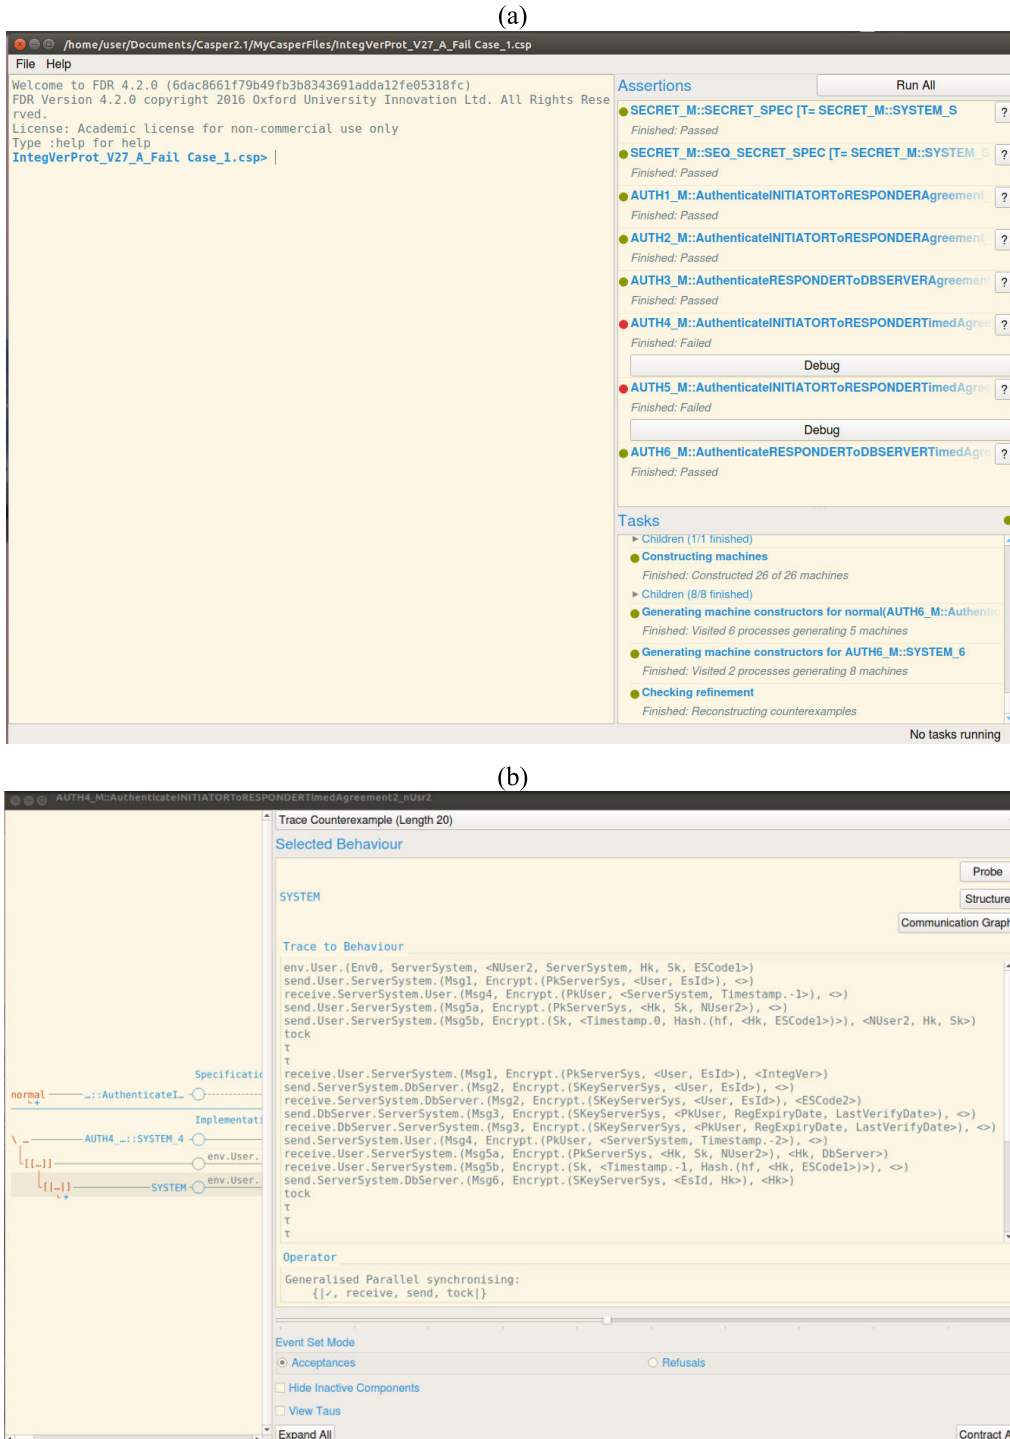 (a)
/home/user/Documents/Casper2.1/MyCasperFiles/IntegVerProt_V27_A_Fail Case_1.csp
File Help
Welcome to FDR 4.2.0 (6dac8661f79b49fb3b8343691adda12fe05318fc)
FDR Version 4.2.0 copyright 2016 Oxford University Innovation Ltd. All Rights Rese
rved.
License: Academic license for non-commercial use only
Type :help for help
IntegVerProt_V27_A_Fail Case_1.csp>
Assertions
Run All
SECRET_M::SECRET_SPEC [T= SECRET_M::SYSTEM_S
?
Finished: Passed
SECRET_M::SEQ_SECRET_SPEC [T= SECRET_M::SYSTEM_S
?
Finished: Passed
AUTH1_M::AuthenticateINITIATORToRESPONDERAgreement_
?
Finished: Passed
AUTH2_M::AuthenticateINITIATORToRESPONDERAgreement_
?
Finished: Passed
AUTH3_M::AuthenticateRESPONDERToDBSERVERAgreement
?
Finished: Passed
AUTH4_M::AuthenticateINITIATORToRESPONDERTimedAgree
?
Finished: Failed
Debug
AUTH5_M::AuthenticateINITIATORToRESPONDERTimedAgree
?
Finished: Failed
Debug
AUTH6_M::AuthenticateRESPONDERToDBSERVERTimedAgre
?
Finished: Passed
Tasks
Children (1/1 finished)
Constructing machines
Finished: Constructed 26 of 26 machines
Children (8/8 finished)
Generating machine constructors for normal(AUTH6_M::Authentic
Finished: Visited 6 processes generating 5 machines
Generating machine constructors for AUTH6_M::SYSTEM_6
Finished: Visited 2 processes generating 8 machines
Checking refinement
Finished: Reconstructing counterexamples
No tasks running
(b)
AUTH4_M::AuthenticateINITIATORToRESPONDERTimedAgreement2_nUsr2
Trace Counterexample (Length 20)
Selected Behaviour
Probe
SYSTEM
Structure
Communication Graph
Trace to Behaviour
env.User.(Env0, ServerSystem, <NUser2, ServerSystem, Hk, Sk, ESCode1>)
send.User.ServerSystem.(Msg1, Encrypt.(PkServerSys, <User, EsId>), <>)
receive.ServerSystem.User.(Msg4, Encrypt.(PkUser, <ServerSystem, Timestamp.-1>), <>)
send.User.ServerSystem.(Msg5a, Encrypt.(PkServerSys, <Hk, Sk, NUser2>), <>)
send.User.ServerSystem.(Msg5b, Encrypt.(Sk, <Timestamp.0, Hash.(hf, <Hk, ESCode1>)>), <NUser2, Hk, Sk>)
tock
τ
τ
receive.User.ServerSystem.(Msg1, Encrypt.(PkServerSys, <User, EsId>), <IntegVer>)
send.ServerSystem.DbServer.(Msg2, Encrypt.(SKeyServerSys, <User, EsId>), <>)
receive.ServerSystem.DbServer.(Msg2, Encrypt.(SKeyServerSys, <User, EsId>), <ESCode2>)
send.DbServer.ServerSystem.(Msg3, Encrypt.(SKeyServerSys, <PkUser, RegExpiryDate, LastVerifyDate>), <>)
receive.DbServer.ServerSystem.(Msg3, Encrypt.(SKeyServerSys, <PkUser, RegExpiryDate, LastVerifyDate>), <>)
send.ServerSystem.User.(Msg4, Encrypt.(PkUser, <ServerSystem, Timestamp.-2>), <>)
receive.User.ServerSystem.(Msg5a, Encrypt.(PkServerSys, <Hk, Sk, NUser2>), <Hk, DbServer>)
receive.User.ServerSystem.(Msg5b, Encrypt.(Sk, <Timestamp.-1, Hash.(hf, <Hk, ESCode1>)>), <>)
send.ServerSystem.DbServer.(Msg6, Encrypt.(SKeyServerSys, <EsId, Hk>), <Hk>)
tock
τ
τ
τ
Specificatic
normal
…::AuthenticateI…
Implementati
\ …
AUTH4_…::SYSTEM_4
[[…]]
env.User.
[|…|]
SYSTEM
env.User.
Operator
Generalised Parallel synchronising:
{|✓, receive, send, tock|}
Event Set Mode
Acceptances
Refusals
Hide Inactive Components
View Taus
Expand All
Contract A